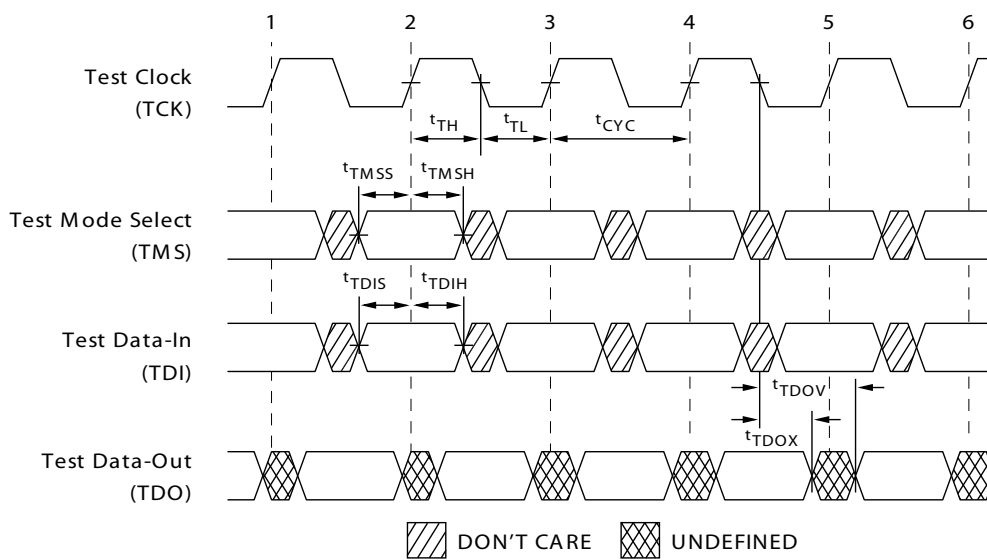 1 2 3 4 5 6
Test Clock
(TCK)
tTH tTL tCYC
tTMSS tTMSH
Test Mode Select
(TMS)
tTDIS tTDIH
Test Data-In
(TDI)
tTDOV
tTDOX
Test Data-Out
(TDO)
DON'T CARE UNDEFINED